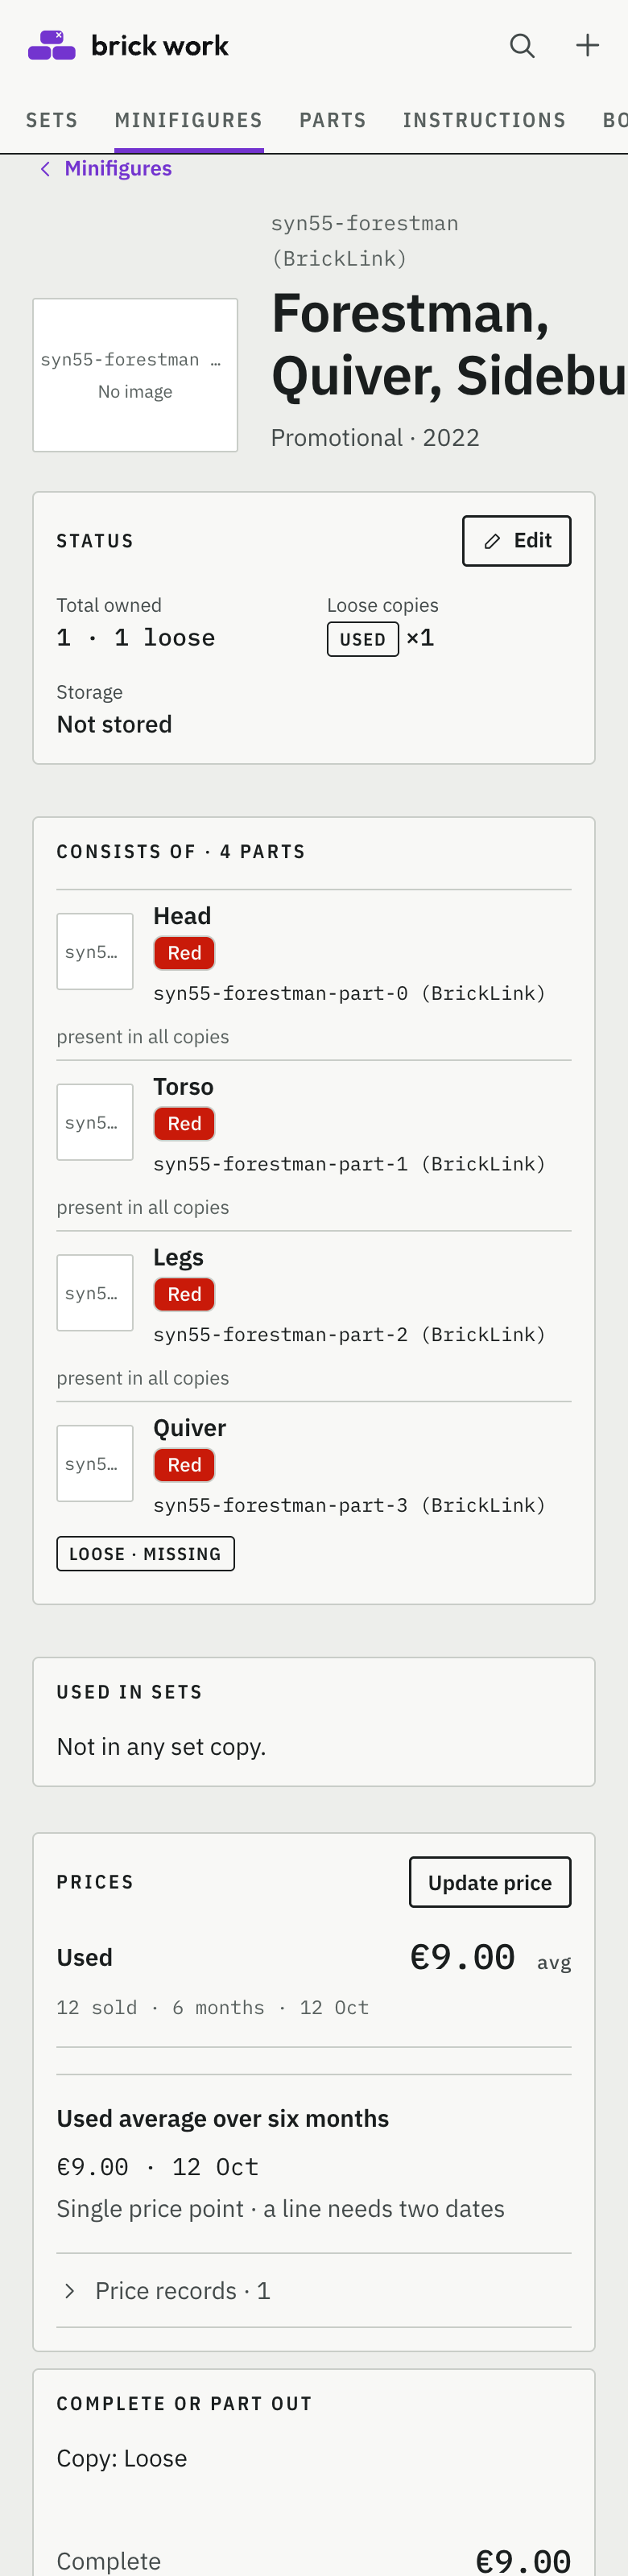 brick work
SETS MINIFIGURES PARTS INSTRUCTIONS BO
Minifigures
syn55-forestman
(BrickLink)
Forestman,
Quiver, Sidebu
Promotional · 2022
syn55-forestman …
No image
STATUS
Edit
Total owned
1 · 1 loose
Loose copies
USED ×1
Storage
Not stored
CONSISTS OF · 4 PARTS
syn5…
Head
Red
syn55-forestman-part-0 (BrickLink)
present in all copies
syn5…
Torso
Red
syn55-forestman-part-1 (BrickLink)
present in all copies
syn5…
Legs
Red
syn55-forestman-part-2 (BrickLink)
present in all copies
syn5…
Quiver
Red
syn55-forestman-part-3 (BrickLink)
LOOSE · MISSING
USED IN SETS
Not in any set copy.
PRICES
Update price
Used €9.00 avg
12 sold · 6 months · 12 Oct
Used average over six months
€9.00 · 12 Oct
Single price point · a line needs two dates
Price records · 1
COMPLETE OR PART OUT
Copy: Loose
Complete €9.00